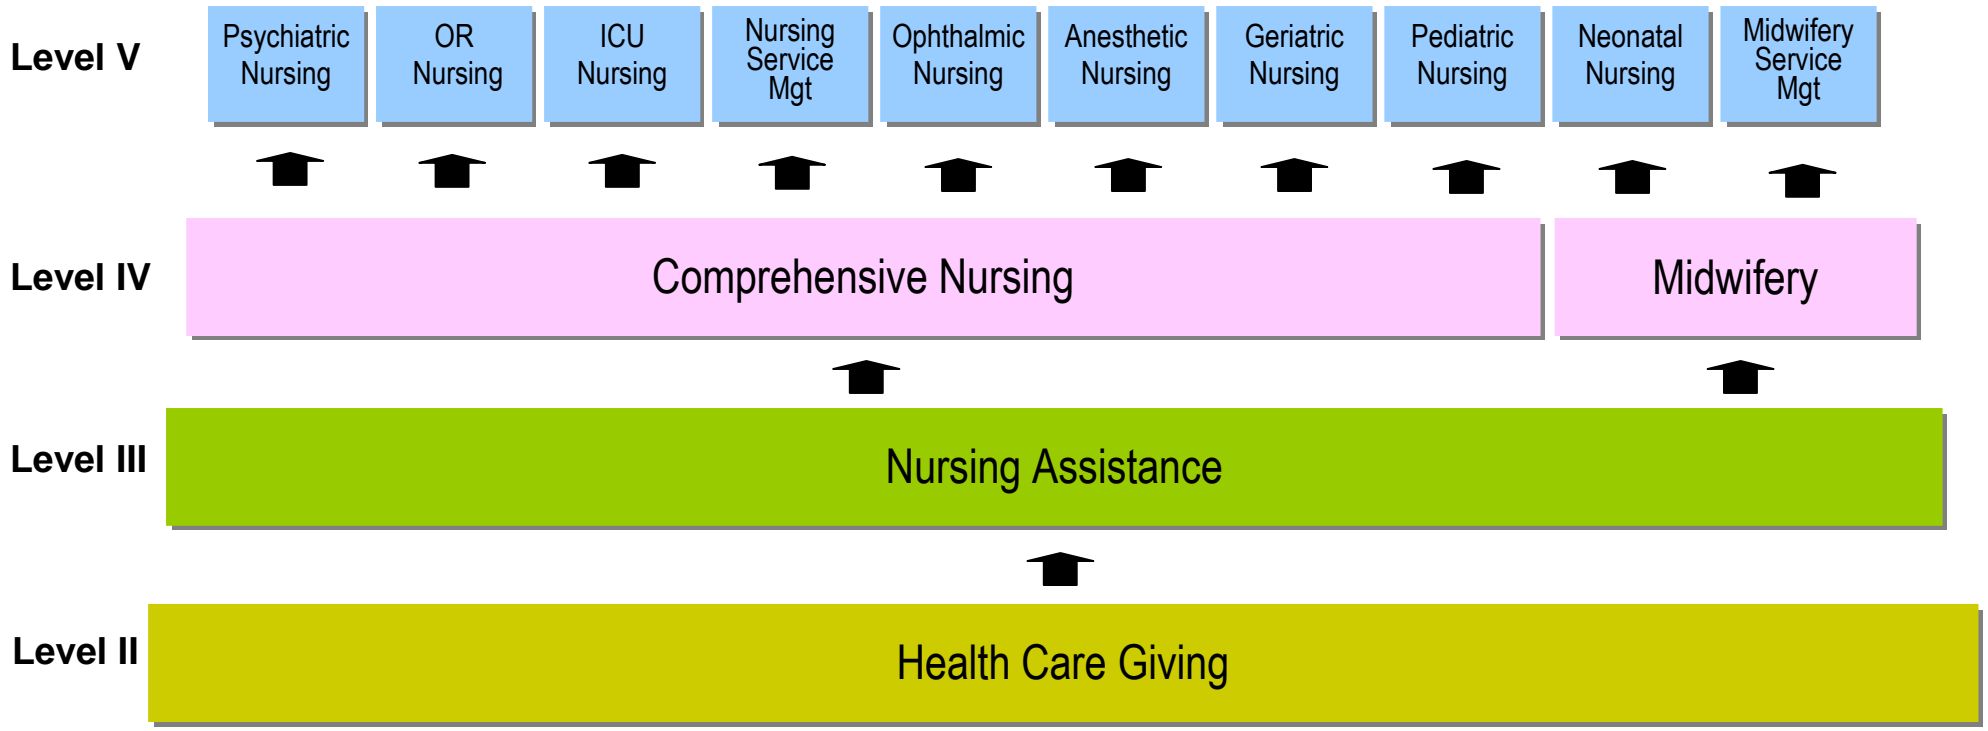 Level V
Psychiatric
Nursing
OR
Nursing
ICU
Nursing
Nursing
Service
Mgt
Ophthalmic
Nursing
Anesthetic
Nursing
Geriatric
Nursing
Pediatric
Nursing
Neonatal
Nursing
Midwifery
Service
Mgt
Level IV
Comprehensive Nursing
Midwifery
Level III
Nursing Assistance
Level II
Health Care Giving